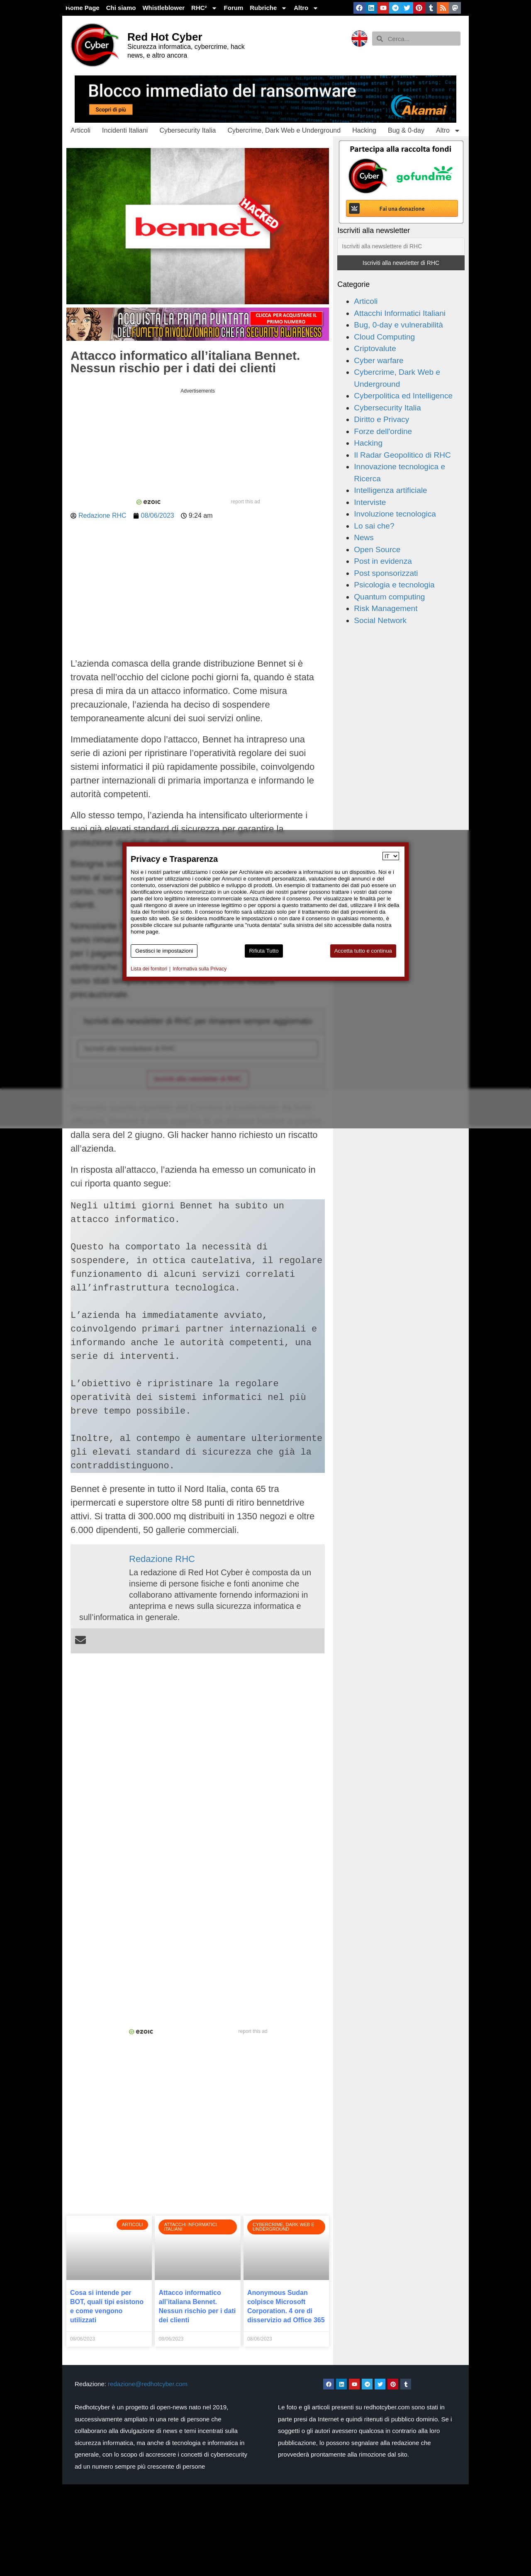 Home Page Chi siamo Whistleblower RHC² Forum Rubriche Altro
Cyber
Red Hot Cyber
Sicurezza informatica, cybercrime, hack
news, e altro ancora
Cerca...
Blocco immediato del ransomware
Scopri di più
Akamai
Articoli Incidenti Italiani Cybersecurity Italia Cybercrime, Dark Web e Underground Hacking Bug & 0-day Altro
bennet
HACKED
ACQUISTA LA PRIMA PUNTATA
DEL FUMETTO RIVOLUZIONARIO CHE FA SECURITY AWARENESS
CLICCA PER ACQUISTARE IL
PRIMO NUMERO
Attacco informatico all'italiana Bennet.
Nessun rischio per i dati dei clienti
Advertisements
ezoic report this ad
Redazione RHC 08/06/2023 9:24 am
L'azienda comasca della grande distribuzione Bennet si è
trovata nell'occhio del ciclone pochi giorni fa, quando è stata
presa di mira da un attacco informatico. Come misura
precauzionale, l'azienda ha deciso di sospendere
temporaneamente alcuni dei suoi servizi online.
Immediatamente dopo l'attacco, Bennet ha intrapreso una
serie di azioni per ripristinare l'operatività regolare dei suoi
sistemi informatici il più rapidamente possibile, coinvolgendo
partner internazionali di primaria importanza e informando le
autorità competenti.
Allo stesso tempo, l'azienda ha intensificato ulteriormente i
suoi già elevati standard di sicurezza per garantire la
Partecipa alla raccolta fondi
Cyber
gofundme
Fai una donazione
Iscriviti alla newsletter
Iscriviti alla newslettere di RHC
Iscriviti alla newsletter di RHC
Categorie
Articoli
Attacchi Informatici Italiani
Bug, 0-day e vulnerabilità
Cloud Computing
Criptovalute
Cyber warfare
Cybercrime, Dark Web e
Underground
Cyberpolitica ed Intelligence
Cybersecurity Italia
Diritto e Privacy
Forze dell'ordine
Hacking
Il Radar Geopolitico di RHC
Innovazione tecnologica e
Ricerca
Intelligenza artificiale
Interviste
Involuzione tecnologica
Lo sai che?
News
Open Source
Post in evidenza
Post sponsorizzati
Psicologia e tecnologia
Quantum computing
Risk Management
Social Network
Privacy e Trasparenza
IT
Noi e i nostri partner utilizziamo i cookie per Archiviare e/o accedere a informazioni su un dispositivo. Noi e i
nostri partner utilizziamo i cookie per Annunci e contenuti personalizzati, valutazione degli annunci e del
contenuto, osservazioni del pubblico e sviluppo di prodotti. Un esempio di trattamento dei dati può essere un
identificatore univoco memorizzato in un cookie. Alcuni dei nostri partner possono trattare i vostri dati come
parte del loro legittimo interesse commerciale senza chiedere il consenso. Per visualizzare le finalità per le
quali ritengono di avere un interesse legittimo o per opporsi a questo trattamento dei dati, utilizzare il link della
lista dei fornitori qui sotto. Il consenso fornito sarà utilizzato solo per il trattamento dei dati provenienti da
questo sito web. Se si desidera modificare le impostazioni o non dare il consenso in qualsiasi momento, è
possibile cliccare sul pulsante raffigurante una "ruota dentata" sulla sinistra del sito accessibile dalla nostra
home page.
Gestisci le impostazioni Rifiuta Tutto Accetta tutto e continua
Lista dei fornitori | Informativa sulla Privacy
dalla sera del 2 giugno. Gli hacker hanno richiesto un riscatto
all'azienda.
In risposta all'attacco, l'azienda ha emesso un comunicato in
cui riporta quanto segue:
Negli ultimi giorni Bennet ha subito un
attacco informatico.
Questo ha comportato la necessità di
sospendere, in ottica cautelativa, il regolare
funzionamento di alcuni servizi correlati
all'infrastruttura tecnologica.
L'azienda ha immediatamente avviato,
coinvolgendo primari partner internazionali e
informando anche le autorità competenti, una
serie di interventi.
L'obiettivo è ripristinare la regolare
operatività dei sistemi informatici nel più
breve tempo possibile.
Inoltre, al contempo è aumentare ulteriormente
gli elevati standard di sicurezza che già la
contraddistinguono.
Bennet è presente in tutto il Nord Italia, conta 65 tra
ipermercati e superstore oltre 58 punti di ritiro bennetdrive
attivi. Si tratta di 300.000 mq distribuiti in 1350 negozi e oltre
6.000 dipendenti, 50 gallerie commerciali.
Redazione RHC
La redazione di Red Hot Cyber è composta da un
insieme di persone fisiche e fonti anonime che
collaborano attivamente fornendo informazioni in
anteprima e news sulla sicurezza informatica e
sull'informatica in generale.
ezoic report this ad
ARTICOLI
Cosa si intende per
BOT, quali tipi esistono
e come vengono
utilizzati
08/06/2023
ATTACCHI INFORMATICI
ITALIANI
Attacco informatico
all'italiana Bennet.
Nessun rischio per i dati
dei clienti
08/06/2023
CYBERCRIME, DARK WEB E
UNDERGROUND
Anonymous Sudan
colpisce Microsoft
Corporation. 4 ore di
disservizio ad Office 365
08/06/2023
Redazione: redazione@redhotcyber.com
Redhotcyber è un progetto di open-news nato nel 2019,
successivamente ampliato in una rete di persone che
collaborano alla divulgazione di news e temi incentrati sulla
sicurezza informatica, ma anche di tecnologia e informatica in
generale, con lo scopo di accrescere i concetti di cybersecurity
ad un numero sempre più crescente di persone
Le foto e gli articoli presenti su redhotcyber.com sono stati in
parte presi da Internet e quindi ritenuti di pubblico dominio. Se i
soggetti o gli autori avessero qualcosa in contrario alla loro
pubblicazione, lo possono segnalare alla redazione che
provvederà prontamente alla rimozione dal sito.